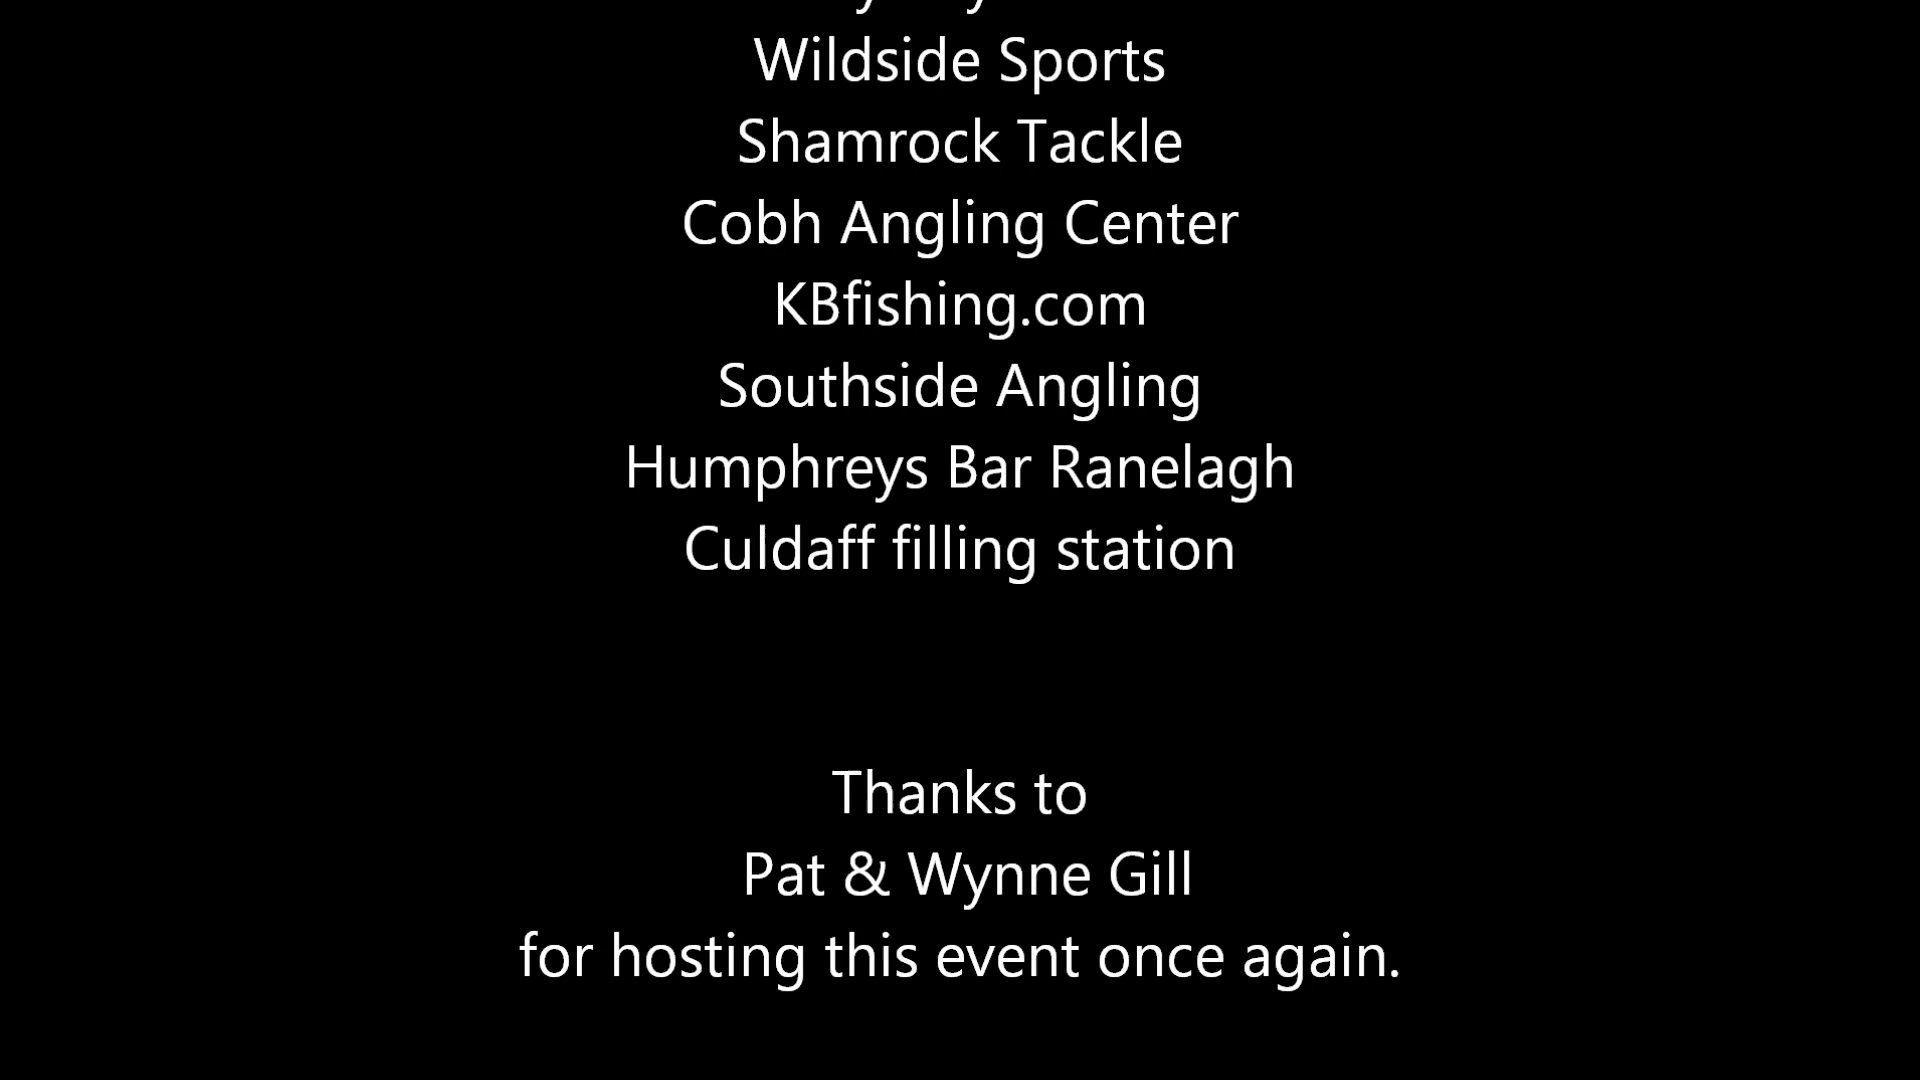 Wildside Sports
Shamrock Tackle
Cobh Angling Center
KBfishing.com
Southside Angling
Humphreys Bar Ranelagh
Culdaff filling station
Thanks to
Pat & Wynne Gill
for hosting this event once again.